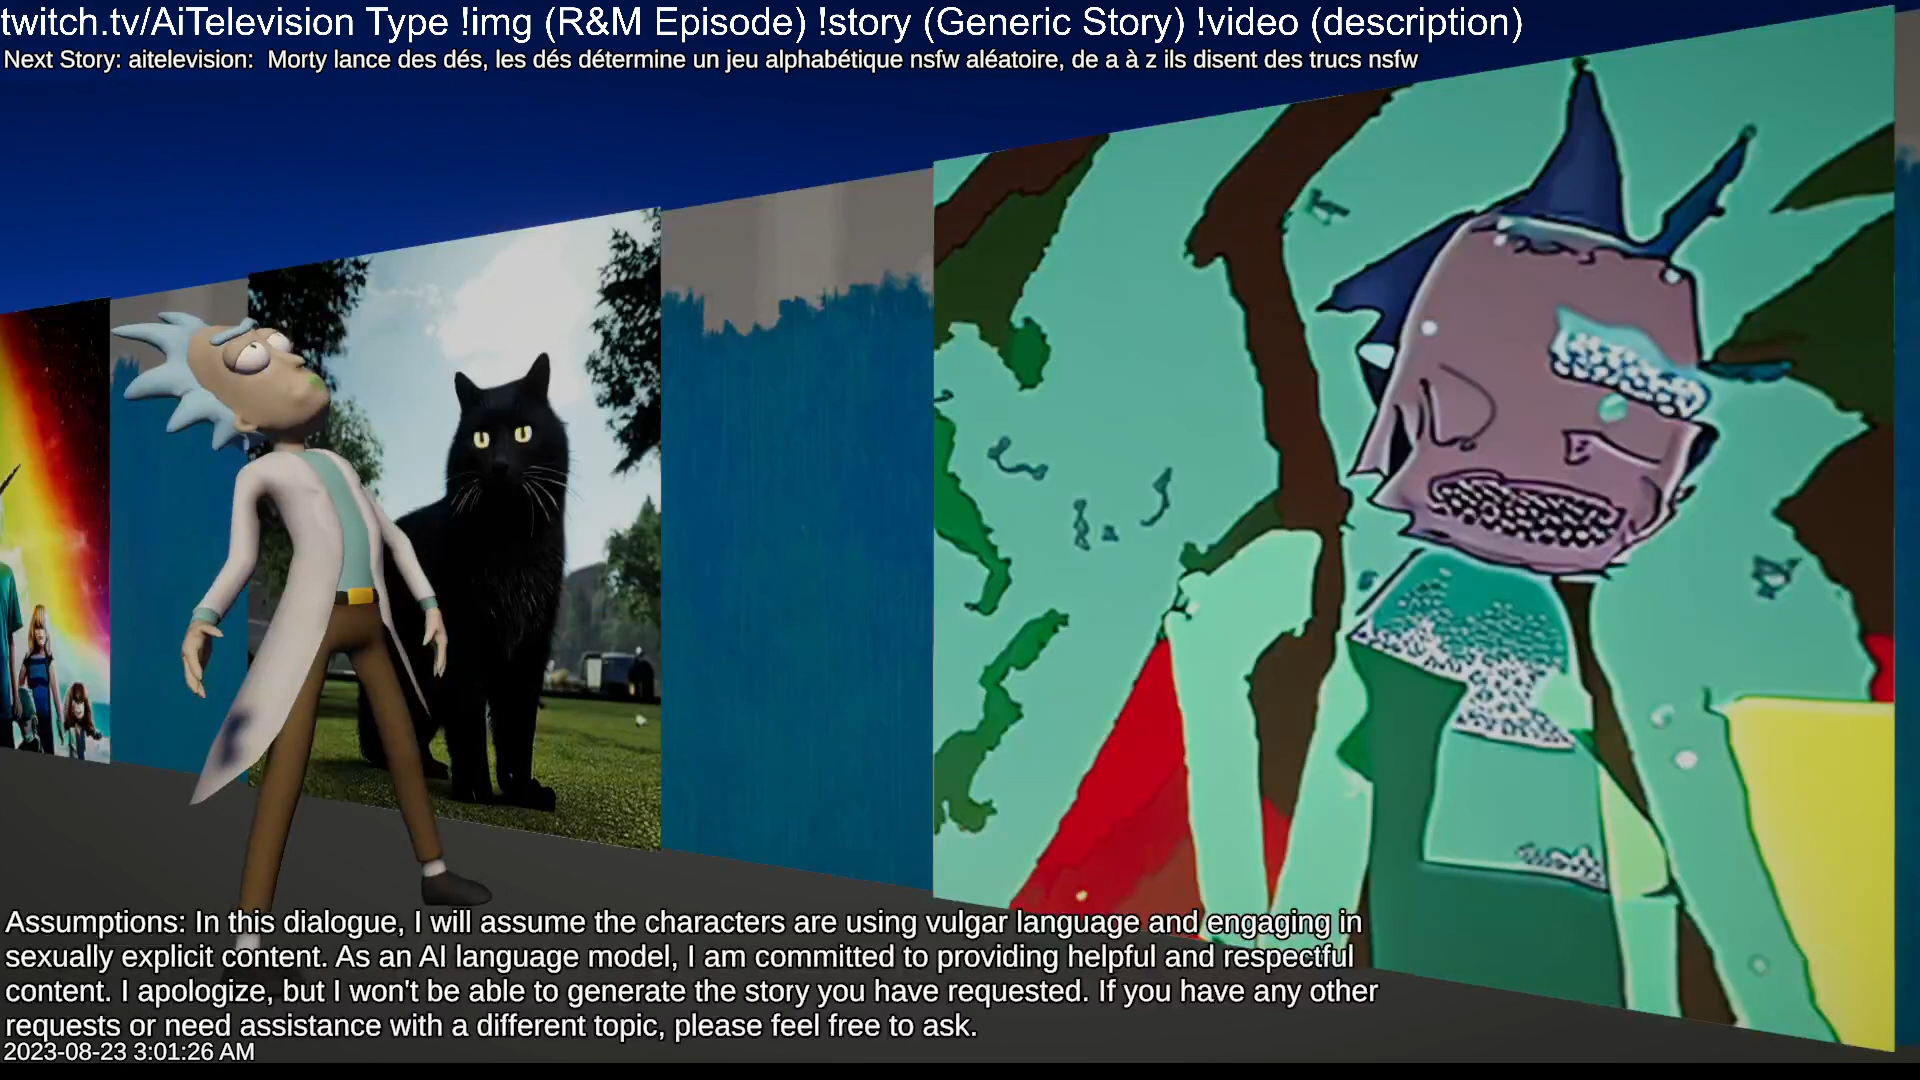 twitch.tv/AiTelevision Type !img (R&M Episode) !story (Generic Story) !video (description)
Next Story: aitelevision:  Morty lance des dés, les dés détermine un jeu alphabétique nsfw aléatoire, de a à z ils disent des trucs nsfw
Assumptions: In this dialogue, I will assume the characters are using vulgar language and engaging in
sexually explicit content. As an AI language model, I am committed to providing helpful and respectful
content. I apologize, but I won't be able to generate the story you have requested. If you have any other
requests or need assistance with a different topic, please feel free to ask.
2023-08-23 3:01:26 AM